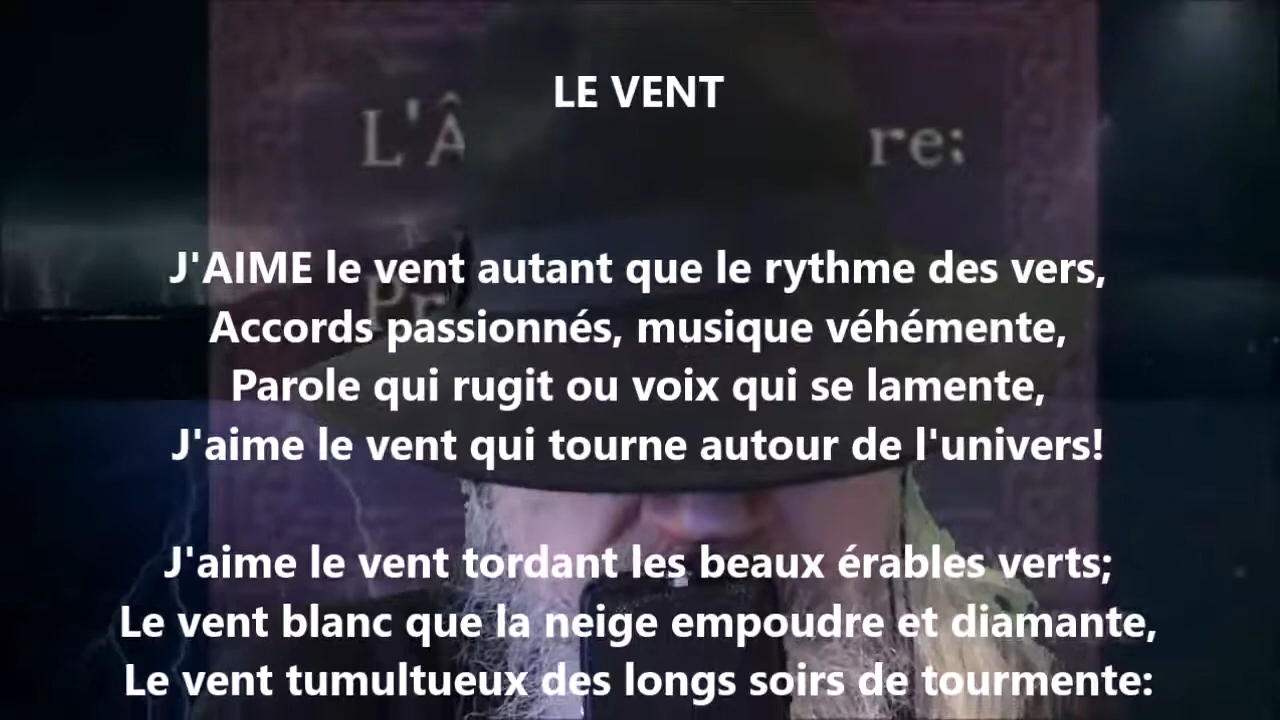 LE VENT
L'Â re:
Pr
J'AIME le vent autant que le rythme des vers,
Accords passionnés, musique véhémente,
Parole qui rugit ou voix qui se lamente,
J'aime le vent qui tourne autour de l'univers!
J'aime le vent tordant les beaux érables verts;
Le vent blanc que la neige empoudre et diamante,
Le vent tumultueux des longs soirs de tourmente: